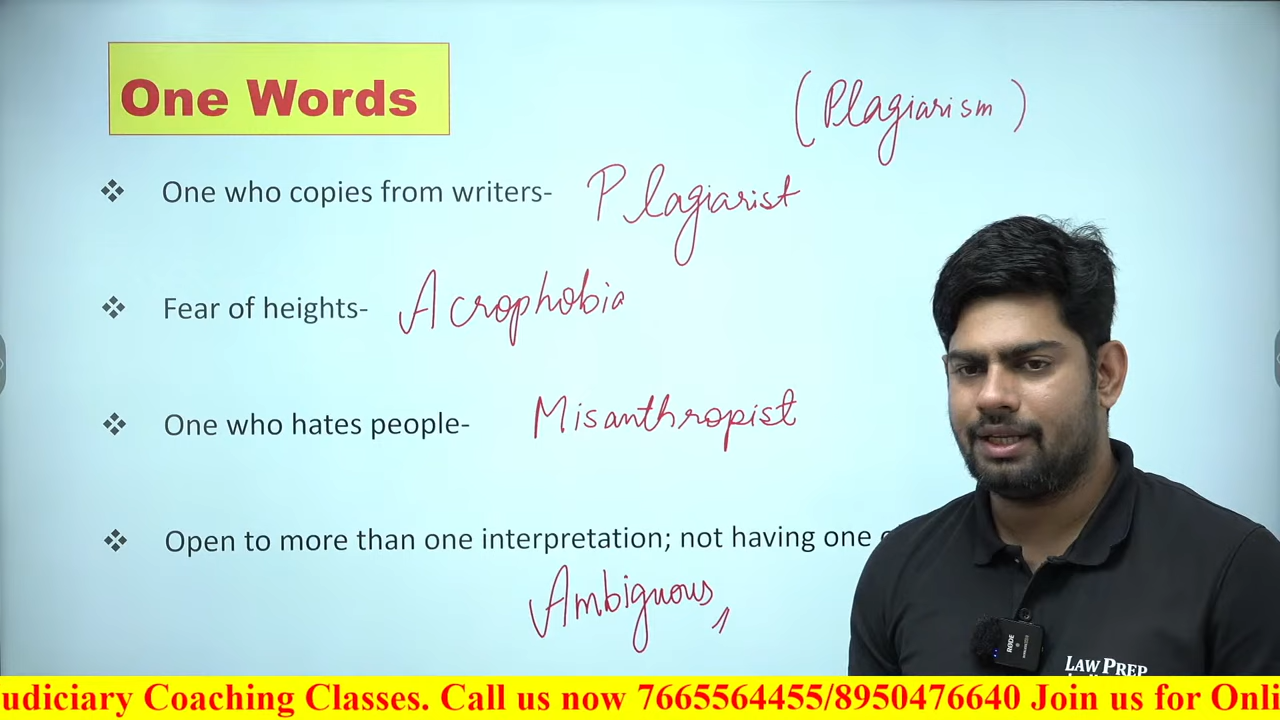 One Words
(Plagiarism)
One who copies from writers- Plagiarist
Fear of heights- Acrophobia
One who hates people- Misanthropist
Open to more than one interpretation; not having one
Ambiguous
RODE
LAW PREP
udiciary Coaching Classes. Call us now 7665564455/8950476640 Join us for Onli